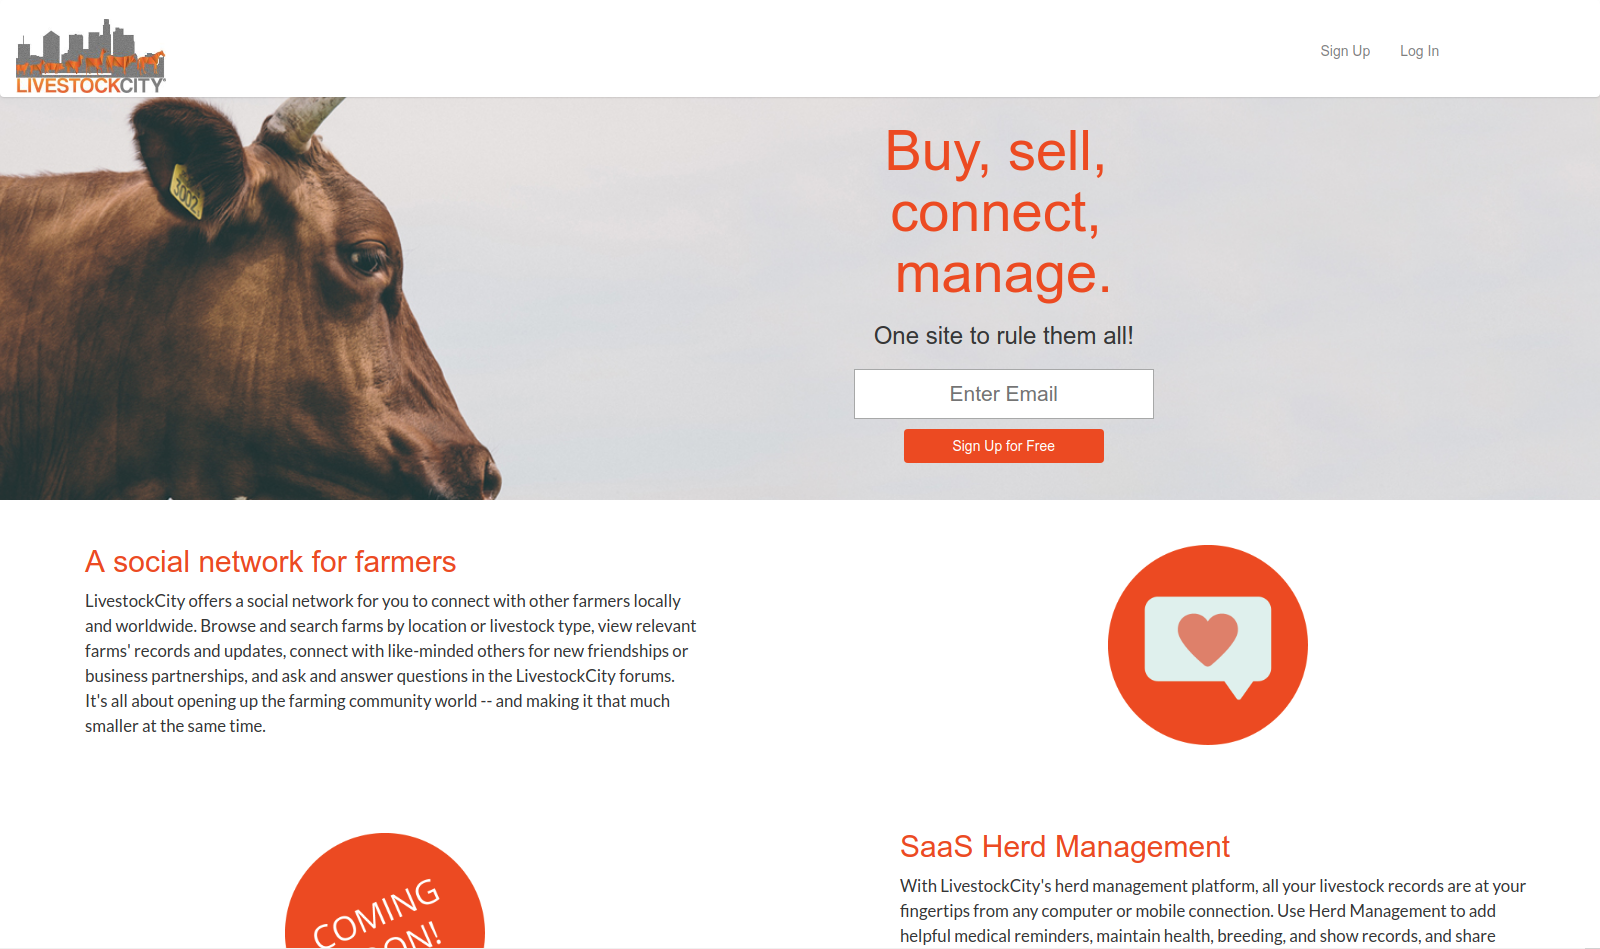 LIVESTOCKCITY
Sign Up
Log In
3002
Buy, sell,
connect,
manage.
One site to rule them all!
Enter Email
Sign Up for Free
A social network for farmers
LivestockCity offers a social network for you to connect with other farmers locally
and worldwide. Browse and search farms by location or livestock type, view relevant
farms' records and updates, connect with like-minded others for new friendships or
business partnerships, and ask and answer questions in the LivestockCity forums.
It's all about opening up the farming community world -- and making it that much
smaller at the same time.
COMING
SOON!
SaaS Herd Management
With LivestockCity's herd management platform, all your livestock records are at your
fingertips from any computer or mobile connection. Use Herd Management to add
helpful medical reminders, maintain health, breeding, and show records, and share